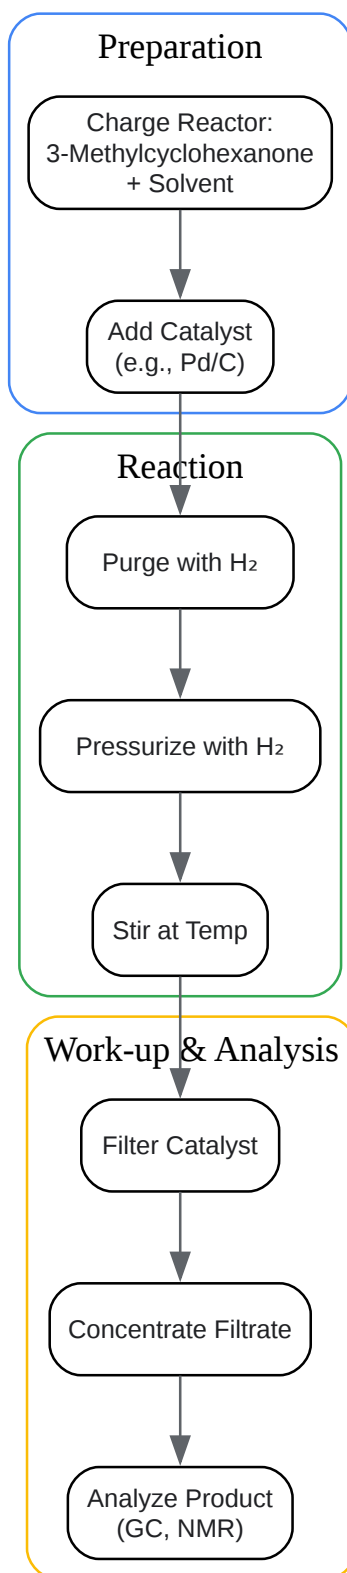 Preparation
Charge Reactor:
3-Methylcyclohexanone
+ Solvent
Add Catalyst
(e.g., Pd/C)
Reaction
Purge with H₂
Pressurize with H₂
Stir at Temp
Work-up & Analysis
Filter Catalyst
Concentrate Filtrate
Analyze Product
(GC, NMR)